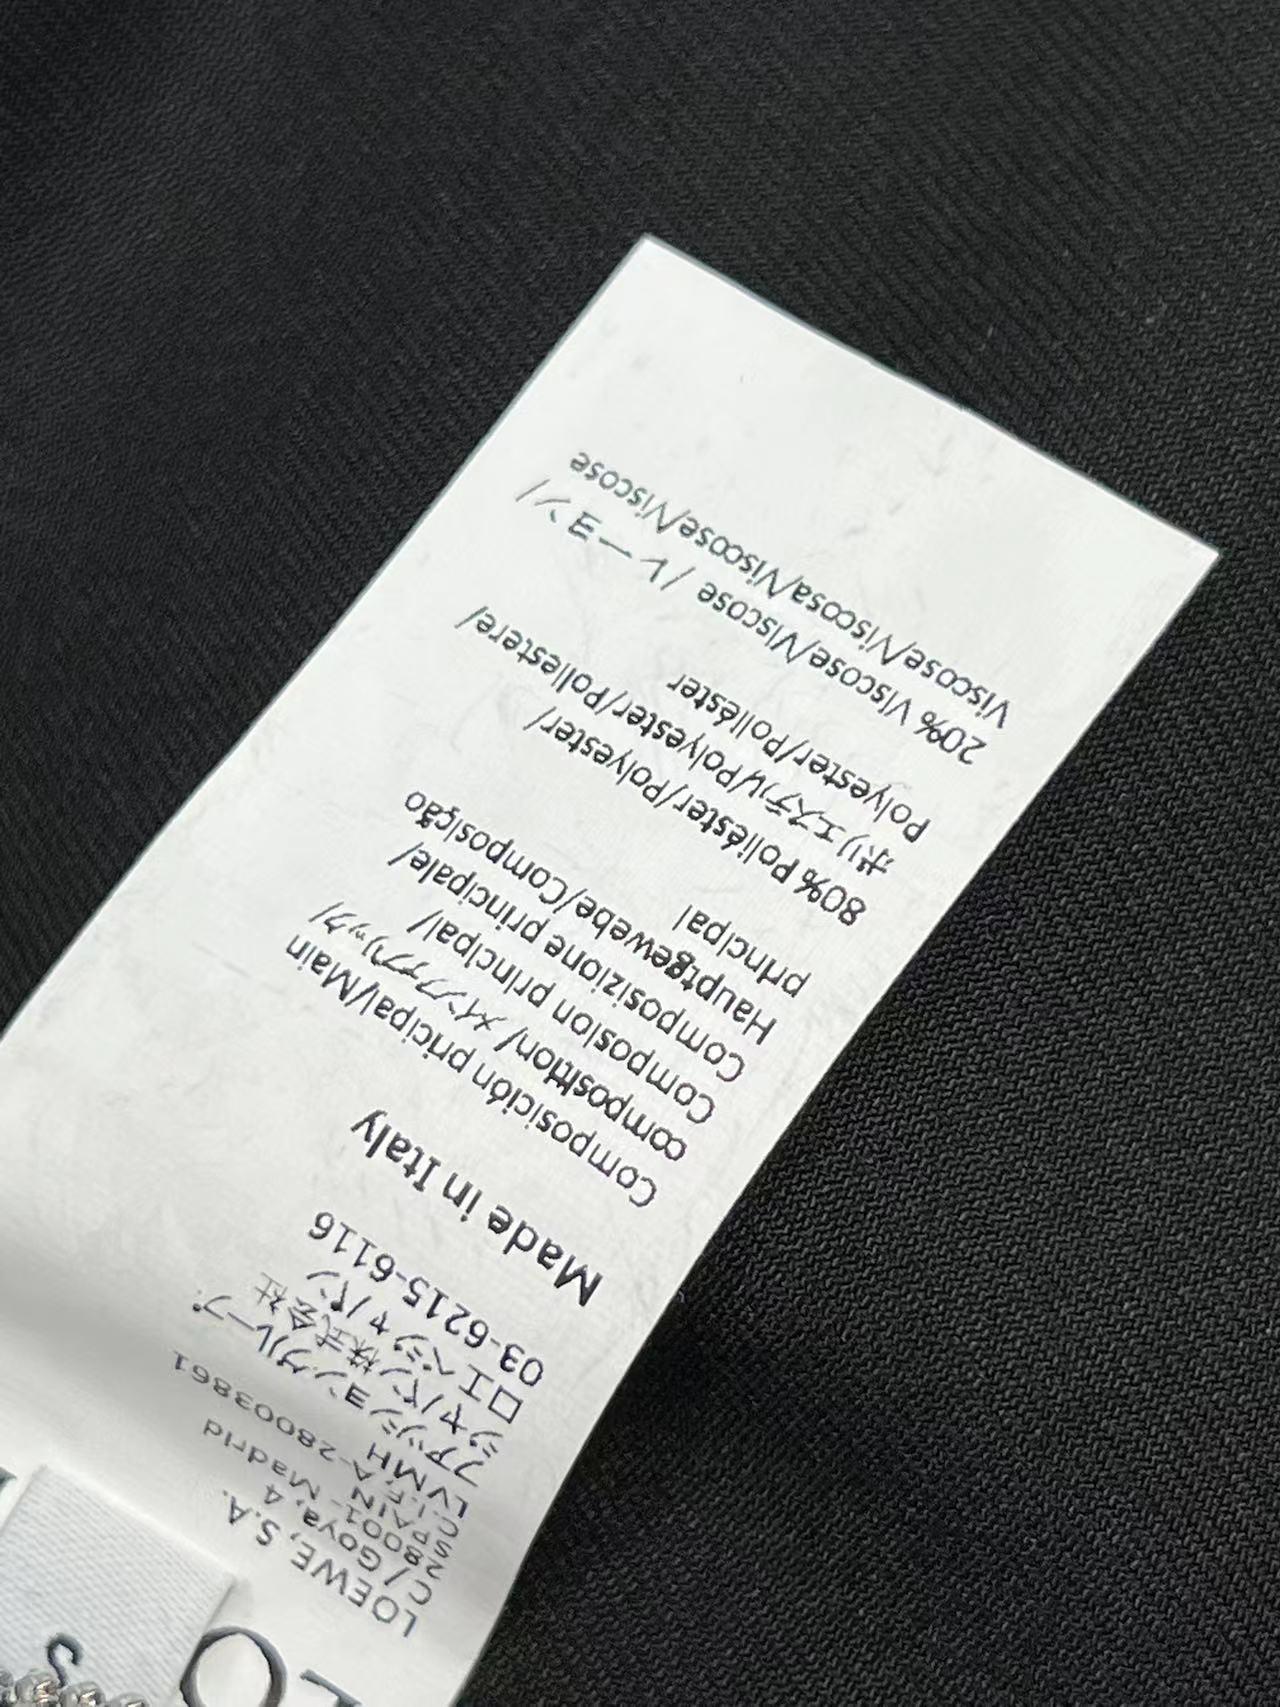 LO
S
LOEWE, S.A.
C/ Goya, 4
28001- Madrid
SPAIN
C.I.F. A-28003861
LVMH
ファッショングループ
ジャパン株式会社
ロエベジャパン
03-6215-6116
Made in Italy
Composición pricipal/Main
composittion/メインファブリック/
Composion principal/
Composizione principale/
Hauptgewebe/Composição
principal
80% Poliéster/Polyester/
ポリエステル/Polyester/Poliestere/
Polyester/Poliéster
20% Viscose/Viscose /レーヨン/
Viscose/Viscosa/Viscose/Viscose